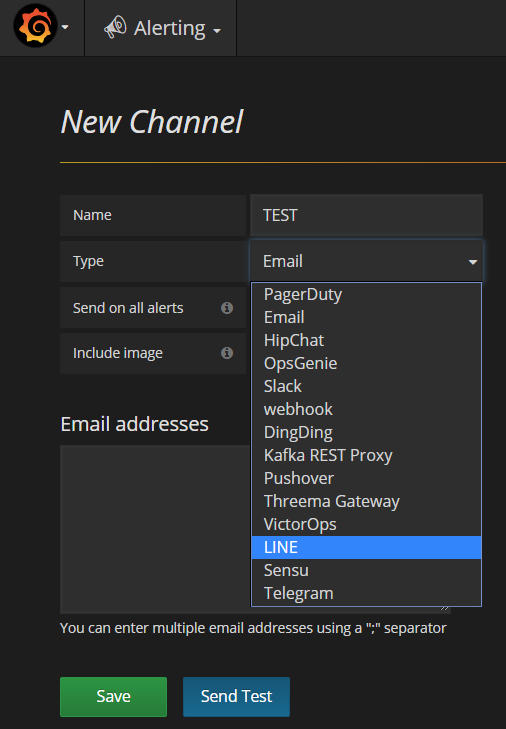 Alerting
New Channel
Name
TEST
Type
Email
Send on all alerts
Include image
PagerDuty
Email
HipChat
OpsGenie
Slack
webhook
DingDing
Kafka REST Proxy
Pushover
Threema Gateway
VictorOps
LINE
Sensu
Telegram
Email addresses
You can enter multiple email addresses using a ";" separator
Save
Send Test